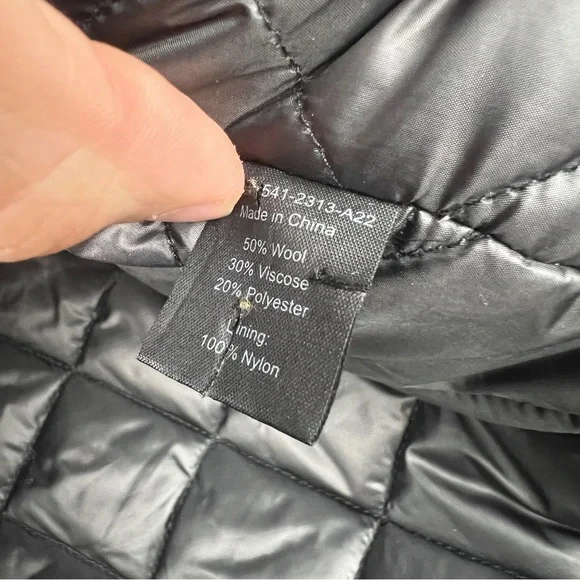 541-2313-A22
Made in China
50% Wool
30% Viscose
20% Polyester
Lining:
100% Nylon